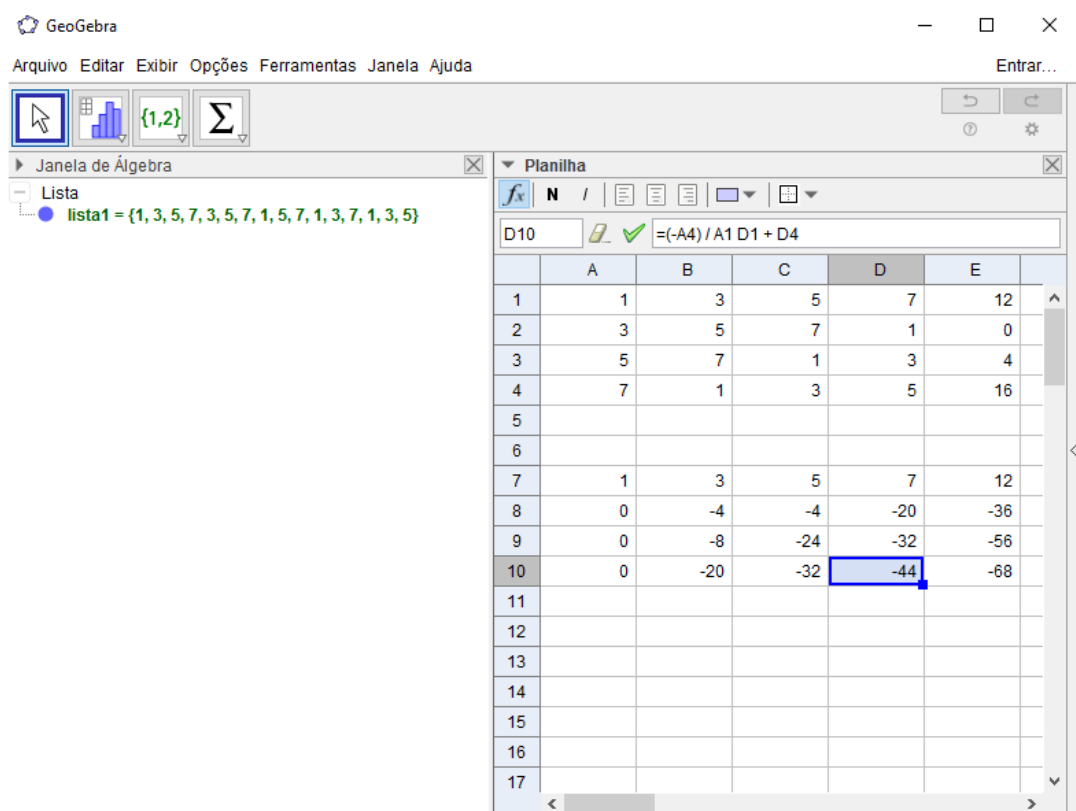 GeoGebra
Arquivo Editar Exibir Opções Ferramentas Janela Ajuda Entrar...
{1,2} Σ
Janela de Álgebra
Lista
lista1 = {1, 3, 5, 7, 3, 5, 7, 1, 5, 7, 1, 3, 7, 1, 3, 5}
Planilha
fx N I
D10 =(-A4) / A1 D1 + D4
A B C D E
1 1 3 5 7 12
2 3 5 7 1 0
3 5 7 1 3 4
4 7 1 3 5 16
5
6
7 1 3 5 7 12
8 0 -4 -4 -20 -36
9 0 -8 -24 -32 -56
10 0 -20 -32 -44 -68
11
12
13
14
15
16
17